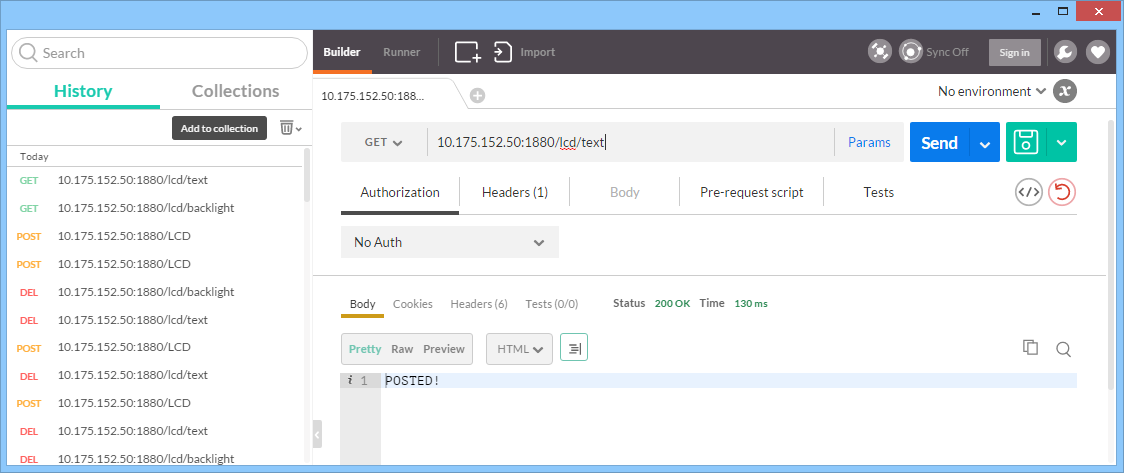 Search
History Collections
Add to collection
Today
GET 10.175.152.50:1880/lcd/text
GET 10.175.152.50:1880/lcd/backlight
POST 10.175.152.50:1880/LCD
POST 10.175.152.50:1880/LCD
DEL 10.175.152.50:1880/lcd/backlight
DEL 10.175.152.50:1880/lcd/text
POST 10.175.152.50:1880/LCD
DEL 10.175.152.50:1880/lcd/text
POST 10.175.152.50:1880/LCD
DEL 10.175.152.50:1880/lcd/text
DEL 10.175.152.50:1880/lcd/backlight
Builder Runner Import Sync Off Sign in
10.175.152.50:188... No environment x
GET 10.175.152.50:1880/lcd/text Params Send
Authorization Headers (1) Body Pre-request script Tests </>
No Auth
Body Cookies Headers (6) Tests (0/0) Status 200 OK Time 130 ms
Pretty Raw Preview HTML
i 1 POSTED!